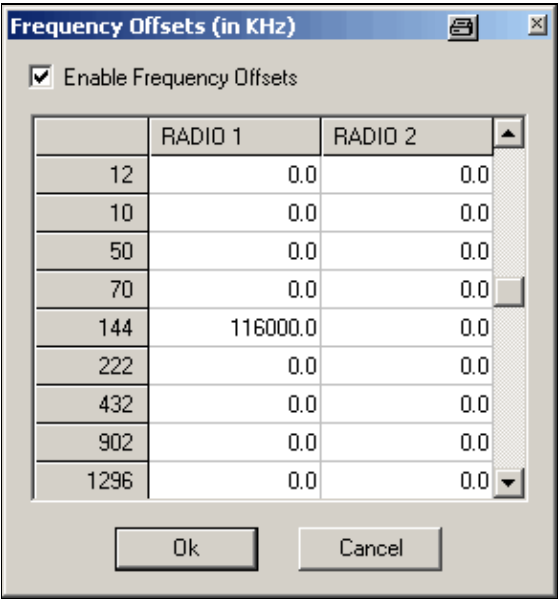 Frequency Offsets (in KHz)
Enable Frequency Offsets
RADIO 1 RADIO 2
12 0.0 0.0
10 0.0 0.0
50 0.0 0.0
70 0.0 0.0
144 116000.0 0.0
222 0.0 0.0
432 0.0 0.0
902 0.0 0.0
1296 0.0 0.0
Ok Cancel